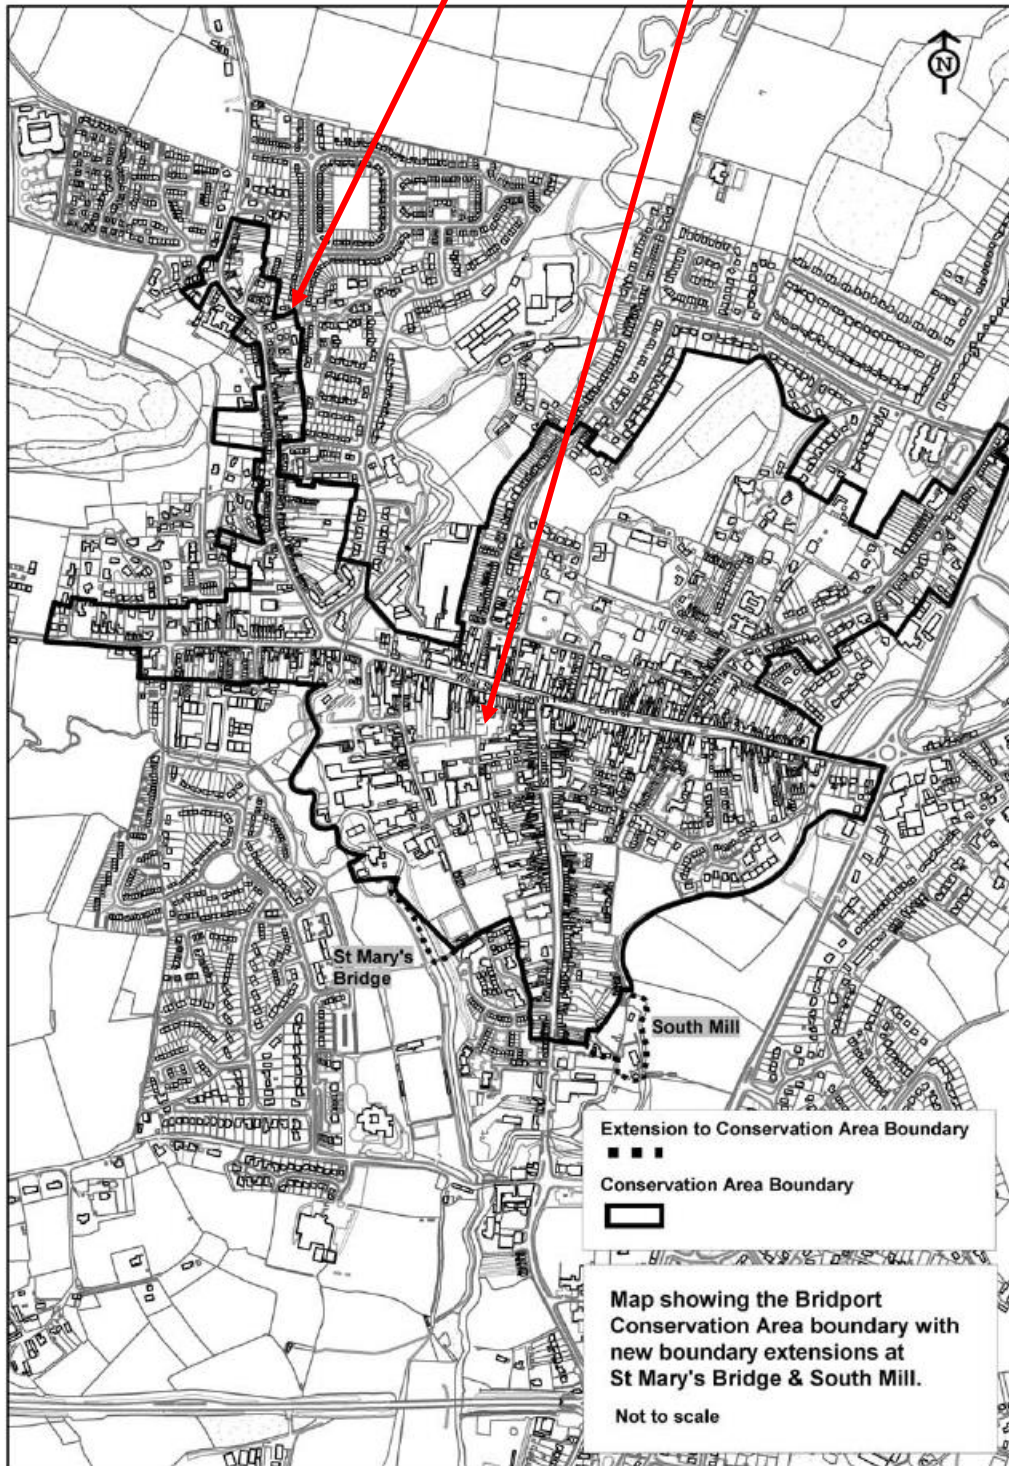 N
St Mary's
Bridge
South Mill
Extension to Conservation Area Boundary
Conservation Area Boundary
Map showing the Bridport
Conservation Area boundary with
new boundary extensions at
St Mary's Bridge & South Mill.
Not to scale